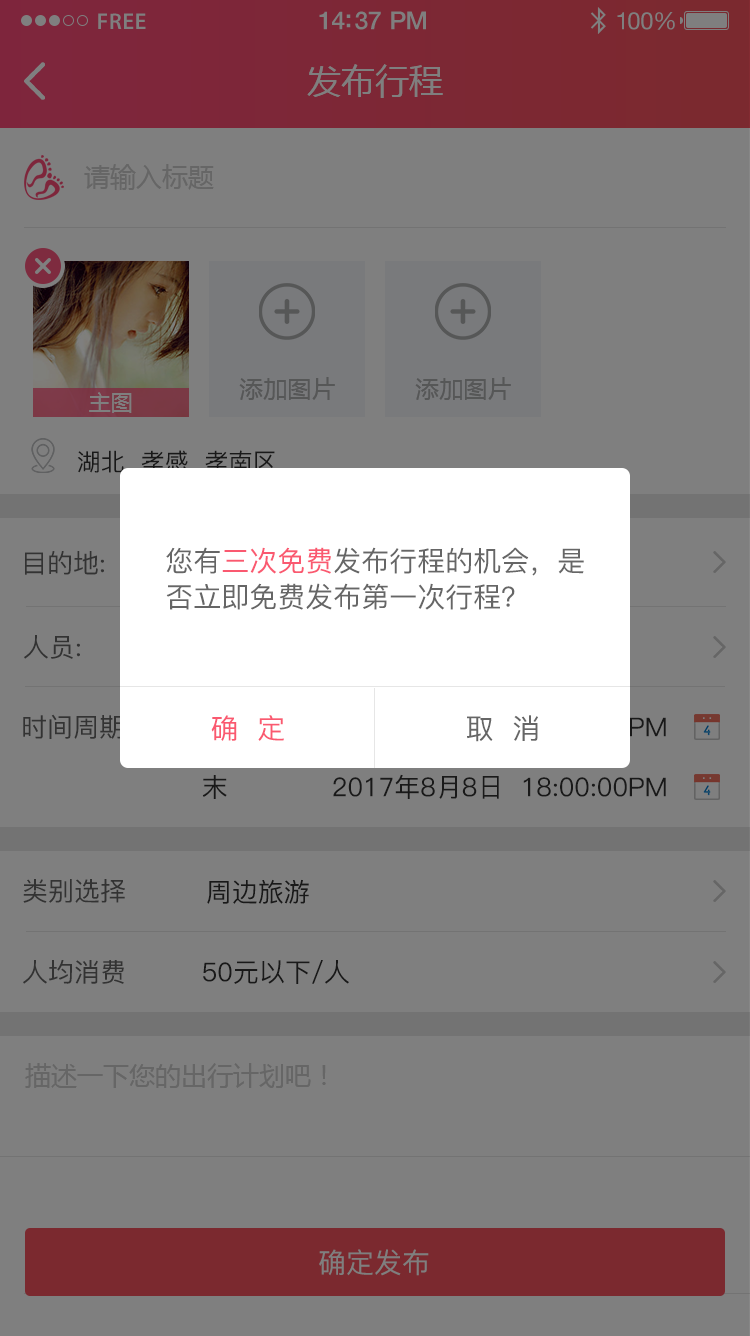 FREE 14:37 PM 100%
发布行程
请输入标题
主图 添加图片 添加图片
湖北 孝感 孝南区
您有三次免费发布行程的机会，是
否立即免费发布第一次行程?
确 定 取 消
目的地:
人员:
时间周期 PM 4
末 2017年8月8日 18:00:00PM 4
类别选择 周边旅游
人均消费 50元以下/人
描述一下您的出行计划吧！
确定发布